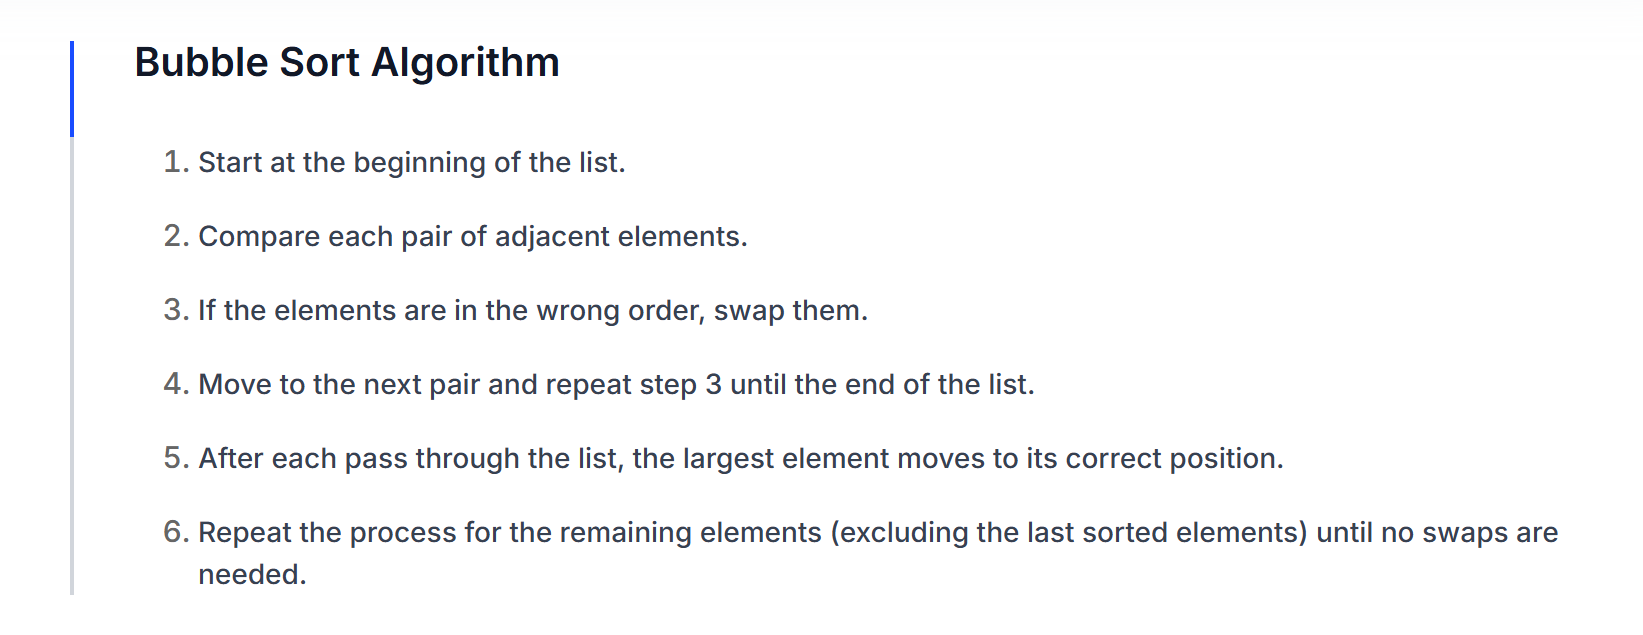 Bubble Sort Algorithm
1. Start at the beginning of the list.
2. Compare each pair of adjacent elements.
3. If the elements are in the wrong order, swap them.
4. Move to the next pair and repeat step 3 until the end of the list.
5. After each pass through the list, the largest element moves to its correct position.
6. Repeat the process for the remaining elements (excluding the last sorted elements) until no swaps are
needed.